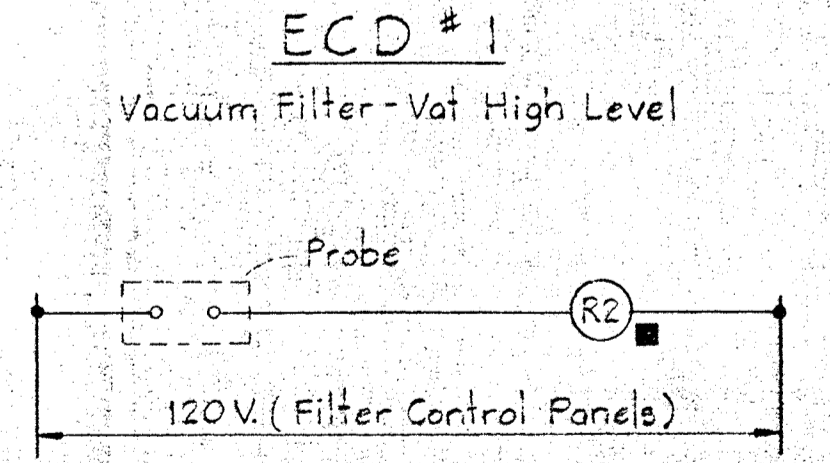 ECD # 1
Vacuum Filter - Vat High Level
Probe
R2
120 V. (Filter Control Panels)